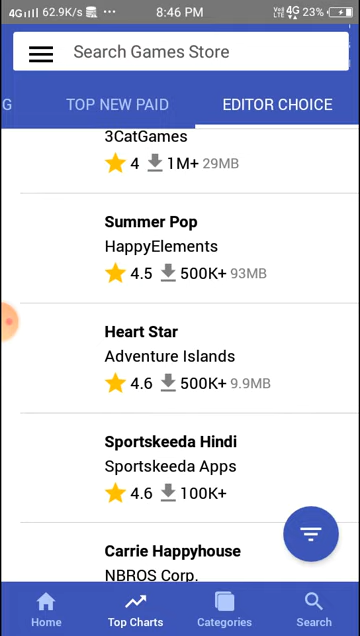 4G 62.9K/s ... 8:46 PM VoLTE 4G 23%
Search Games Store
G TOP NEW PAID EDITOR CHOICE
3CatGames
4 1M+ 29MB
Summer Pop
HappyElements
4.5 500K+ 93MB
Heart Star
Adventure Islands
4.6 500K+ 9.9MB
Sportskeeda Hindi
Sportskeeda Apps
4.6 100K+
Carrie Happyhouse
NBROS Corp.
Home Top Charts Categories Search